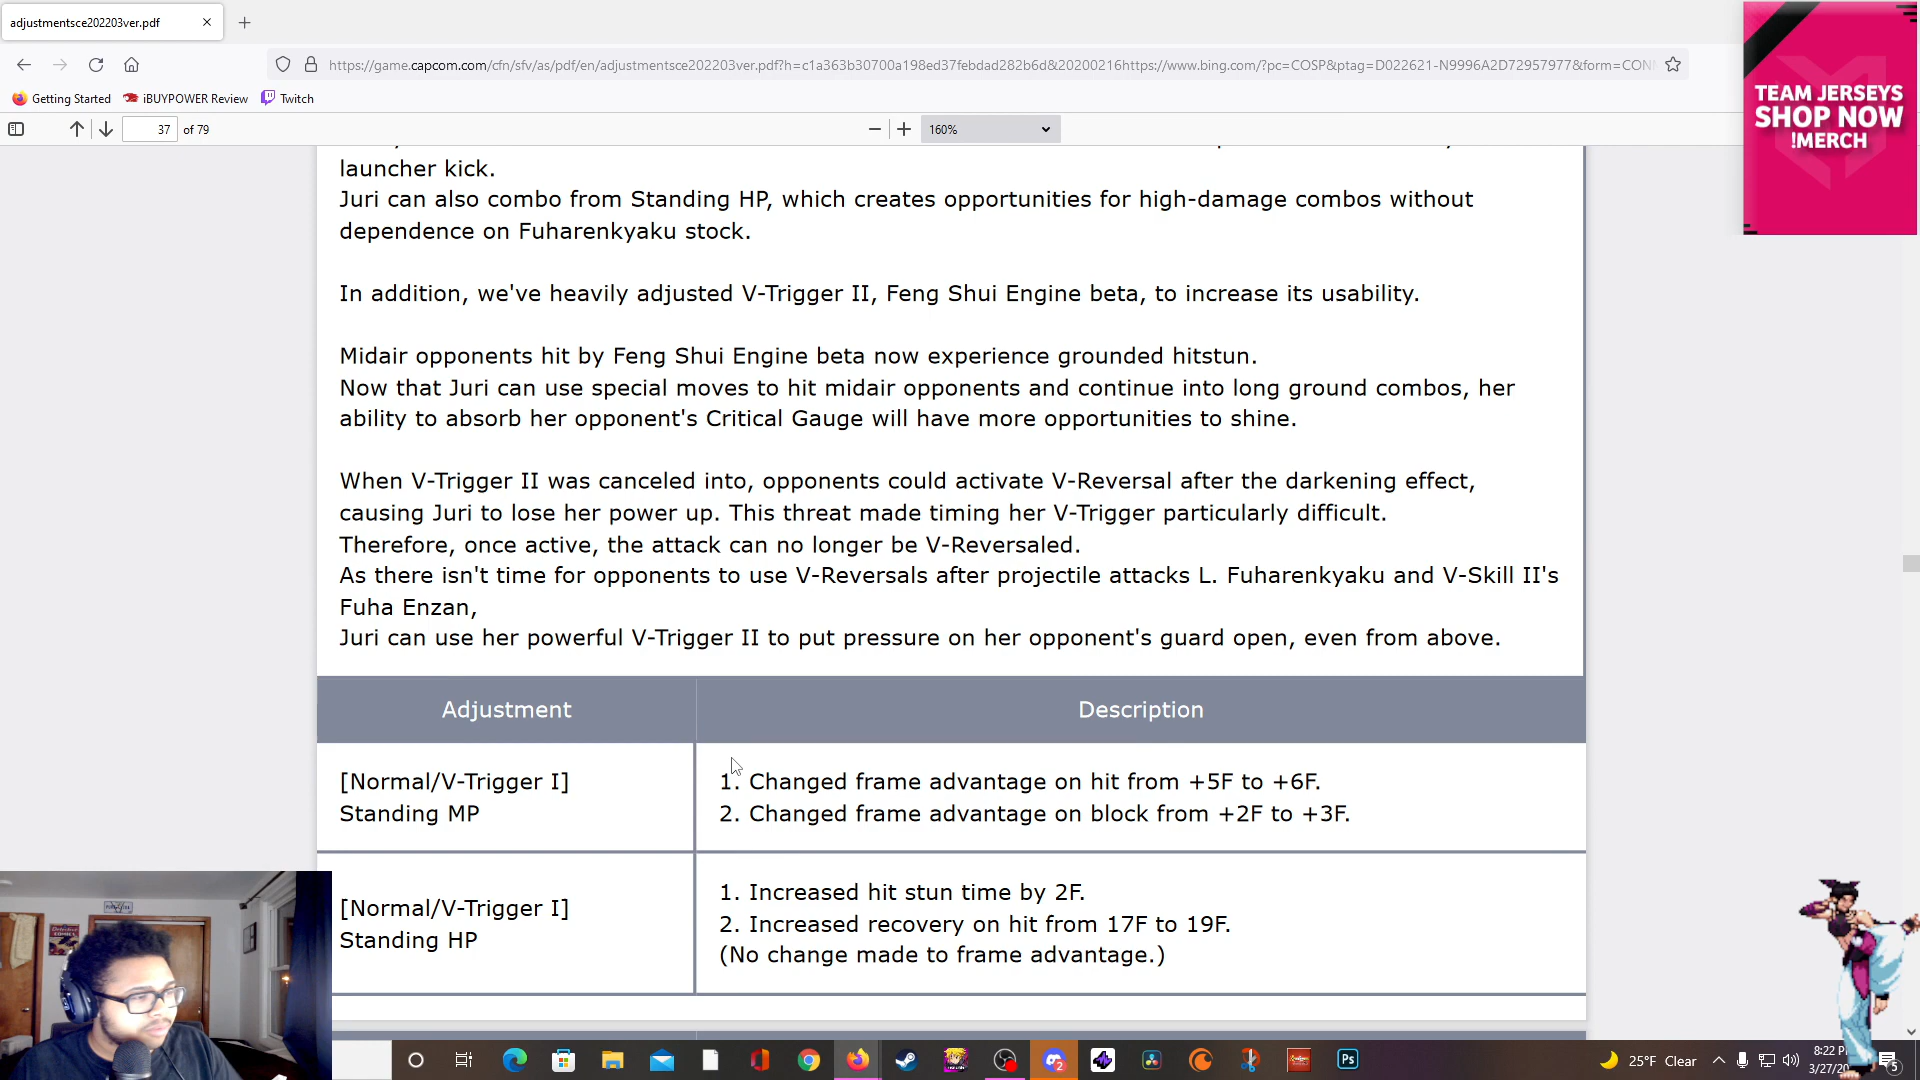 adjustmentsce202203ver.pdf
https://game.capcom.com/cfn/sfv/as/pdf/en/adjustmentsce202203ver.pdf?h=c1a363b30700a198ed37febdad282b6d&20200216https://www.bing.com/?pc=COSP&ptag=D022621-N9996A2D72957977&form=CON
Getting Started
iBUYPOWER Review
Twitch
37 of 79
160%
TEAM JERSEYS
SHOP NOW
!MERCH
launcher kick.
Juri can also combo from Standing HP, which creates opportunities for high-damage combos without
dependence on Fuharenkyaku stock.
In addition, we've heavily adjusted V-Trigger II, Feng Shui Engine beta, to increase its usability.
Midair opponents hit by Feng Shui Engine beta now experience grounded hitstun.
Now that Juri can use special moves to hit midair opponents and continue into long ground combos, her
ability to absorb her opponent's Critical Gauge will have more opportunities to shine.
When V-Trigger II was canceled into, opponents could activate V-Reversal after the darkening effect,
causing Juri to lose her power up. This threat made timing her V-Trigger particularly difficult.
Therefore, once active, the attack can no longer be V-Reversaled.
As there isn't time for opponents to use V-Reversals after projectile attacks L. Fuharenkyaku and V-Skill II's
Fuha Enzan,
Juri can use her powerful V-Trigger II to put pressure on her opponent's guard open, even from above.
Adjustment
Description
[Normal/V-Trigger I]
Standing MP
1. Changed frame advantage on hit from +5F to +6F.
2. Changed frame advantage on block from +2F to +3F.
[Normal/V-Trigger I]
Standing HP
1. Increased hit stun time by 2F.
2. Increased recovery on hit from 17F to 19F.
(No change made to frame advantage.)
2
Ps
25°F Clear
8:22 P
3/27/20
5